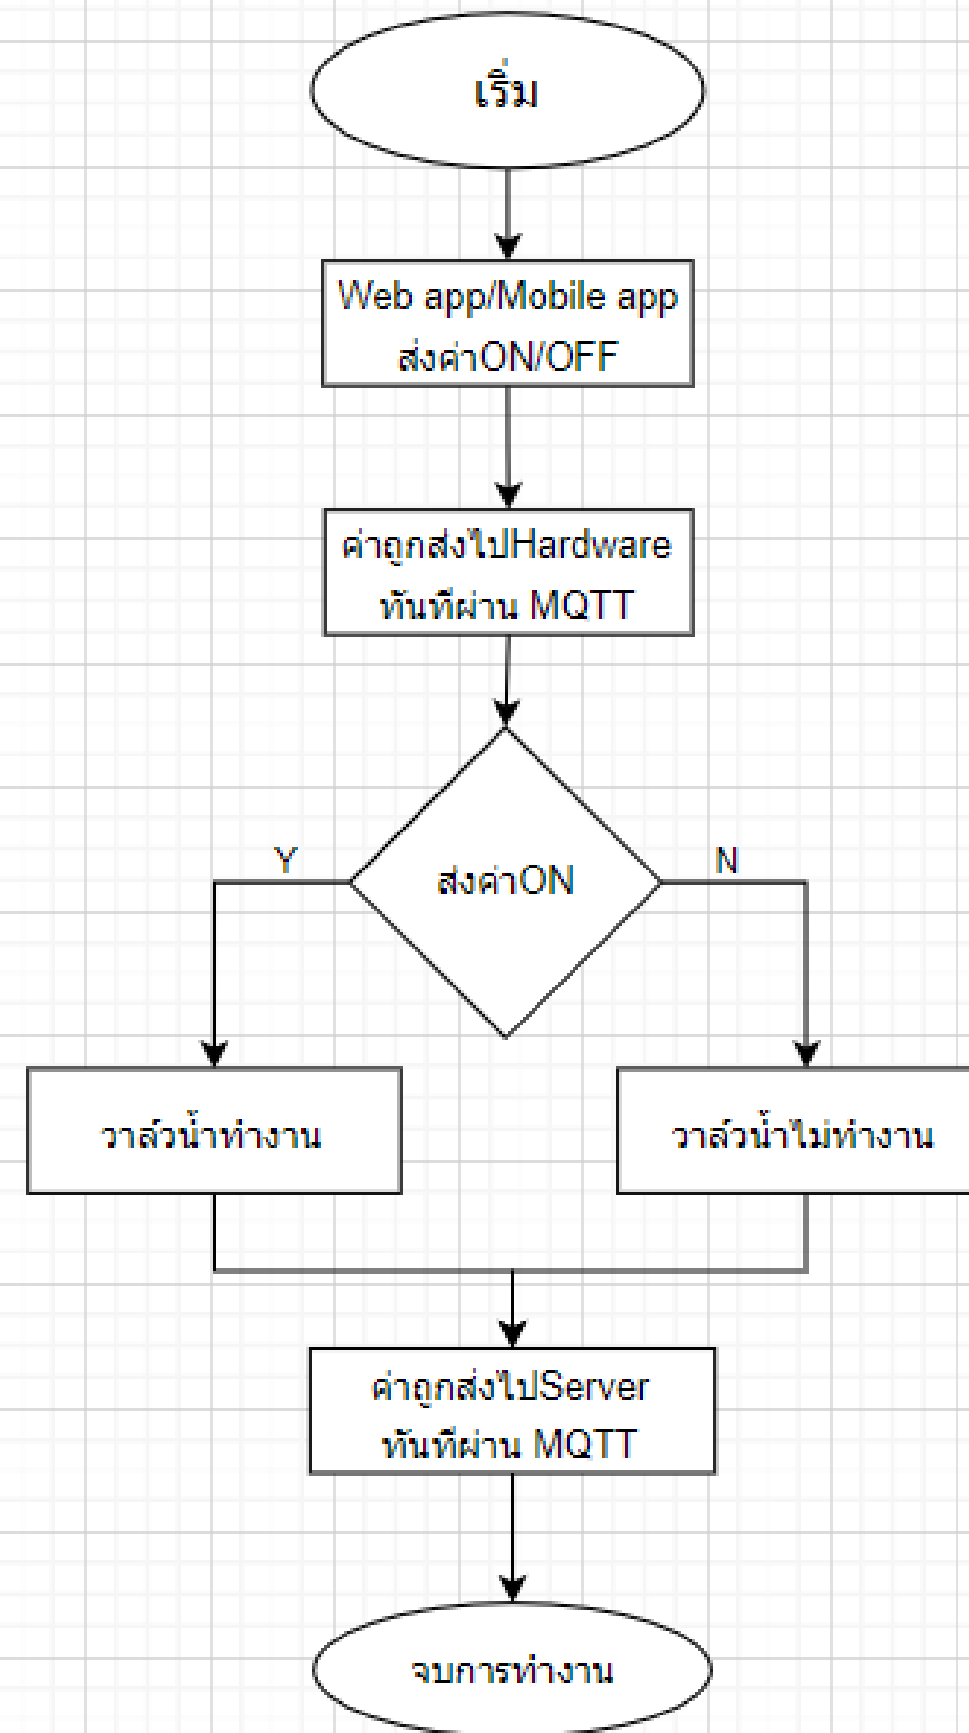 เริ่ม
Web app/Mobile app
ส่งค่าON/OFF
ค่าถูกส่งไปHardware
ทันทีผ่าน MQTT
ส่งค่าON
Y
N
วาล์วน้ำทำงาน
วาล์วน้ำไม่ทำงาน
ค่าถูกส่งไปServer
ทันทีผ่าน MQTT
จบการทำงาน